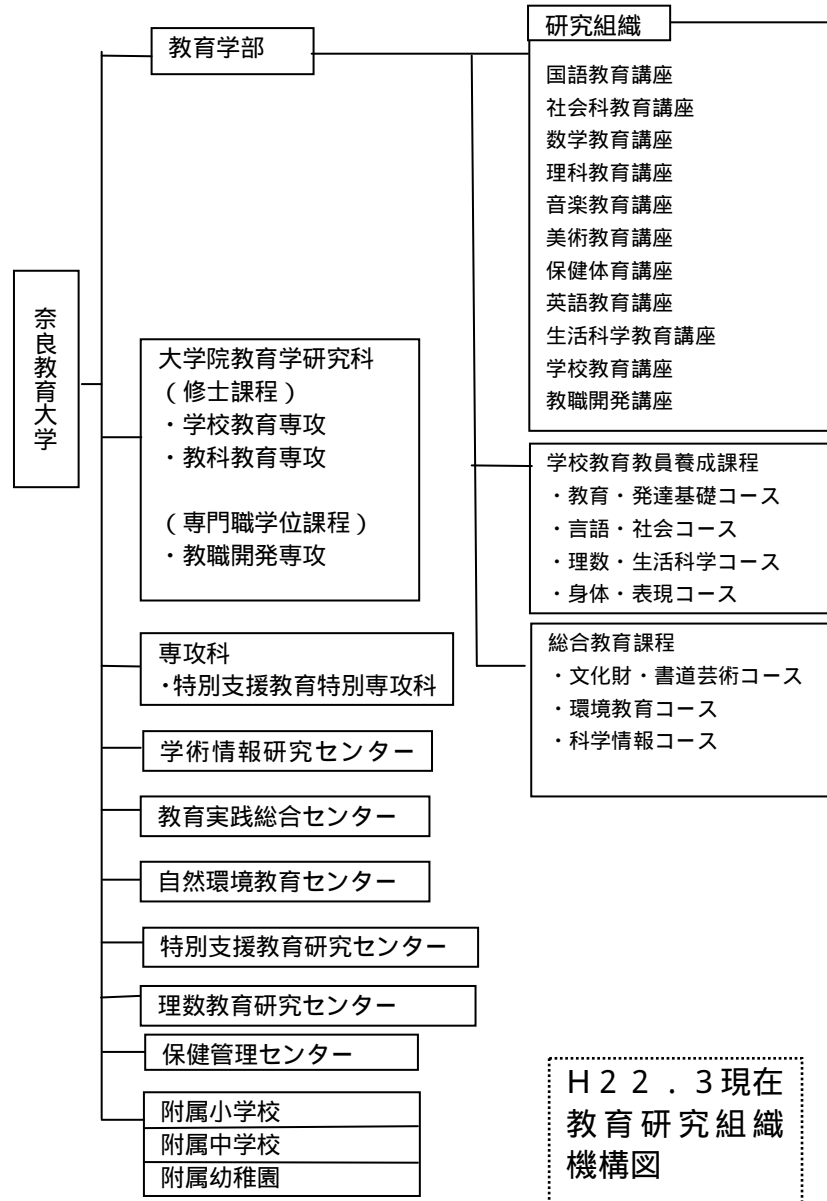 奈良教育大学
教育学部
研究組織
国語教育講座
社会科教育講座
数学教育講座
理科教育講座
音楽教育講座
美術教育講座
保健体育講座
英語教育講座
生活科学教育講座
学校教育講座
教職開発講座
学校教育教員養成課程
・教育・発達基礎コース
・言語・社会コース
・理数・生活科学コース
・身体・表現コース
総合教育課程
・文化財・書道芸術コース
・環境教育コース
・科学情報コース
大学院教育学研究科
(修士課程)
・学校教育専攻
・教科教育専攻
(専門職学位課程)
・教職開発専攻
専攻科
・特別支援教育特別専攻科
学術情報研究センター
教育実践総合センター
自然環境教育センター
特別支援教育研究センター
理数教育研究センター
保健管理センター
附属小学校
附属中学校
附属幼稚園
H22.3現在
教育研究組織
機構図